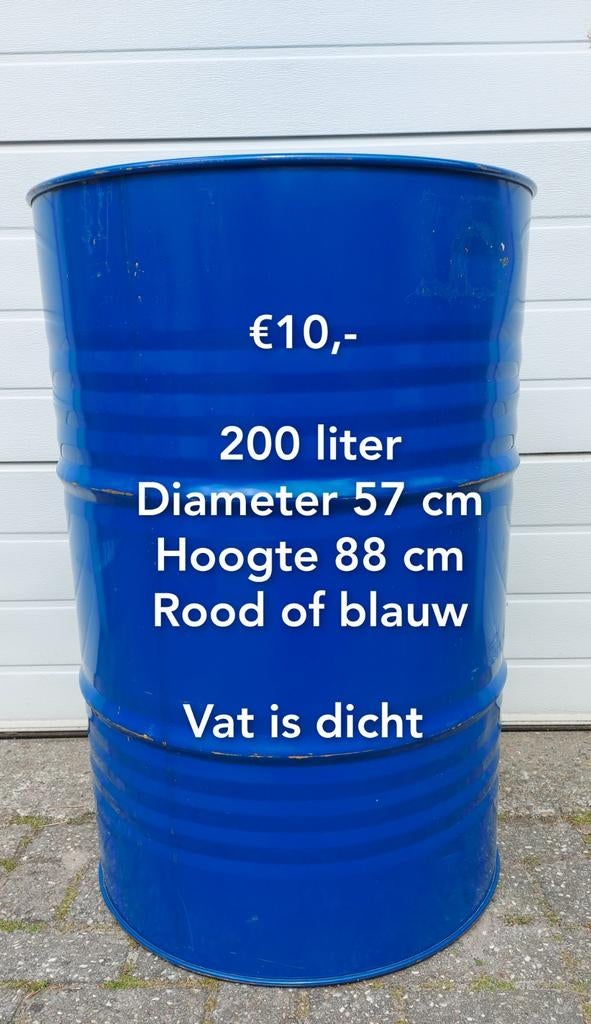 €10,-
200 liter
Diameter 57 cm
Hoogte 88 cm
Rood of blauw
Vat is dicht